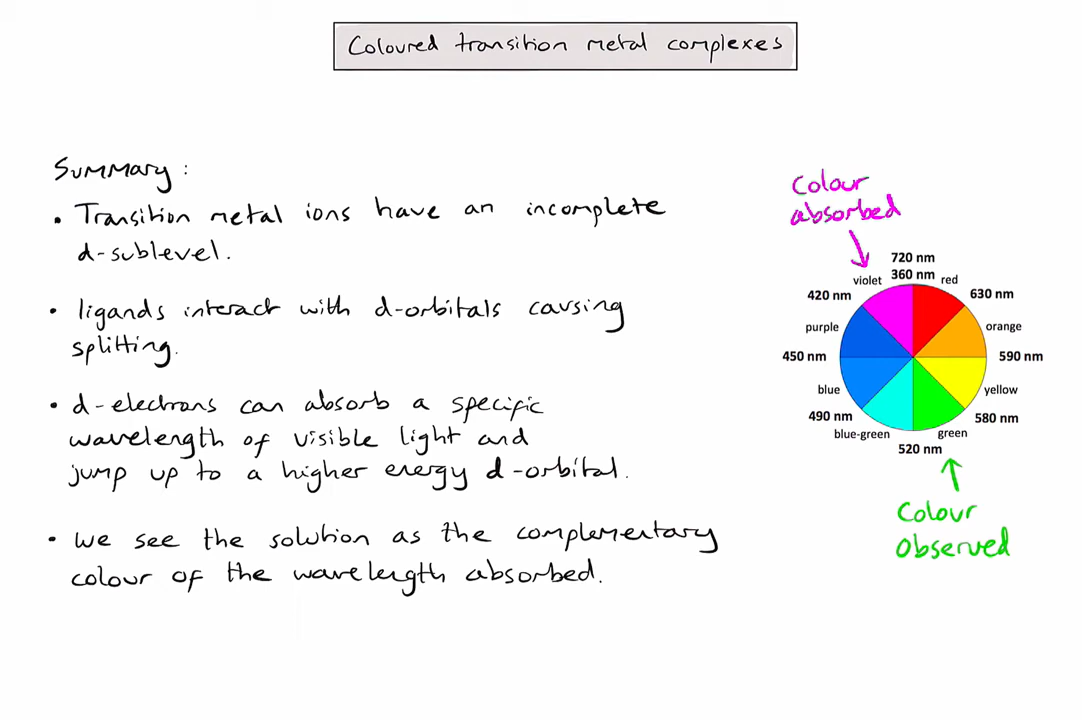 Coloured transition metal complexes
Summary:
• Transition metal ions have an incomplete
d-sublevel.
• ligands interact with d-orbitals causing
splitting.
• d-electrons can absorb a specific
wavelength of visible light and
jump up to a higher energy d-orbital.
• we see the solution as the complementary
colour of the wavelength absorbed.
Colour
absorbed
720 nm
violet 360 nm red
420 nm 630 nm
purple orange
450 nm 590 nm
blue yellow
490 nm 580 nm
blue-green green
520 nm
Colour
Observed